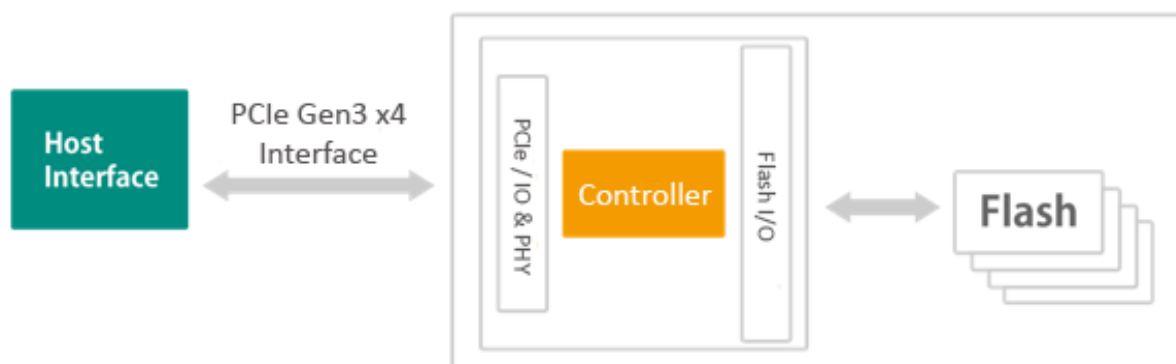 Host
Interface
PCIe Gen3 x4
Interface
PCIe / IO & PHY
Controller
Flash I/O
Flash